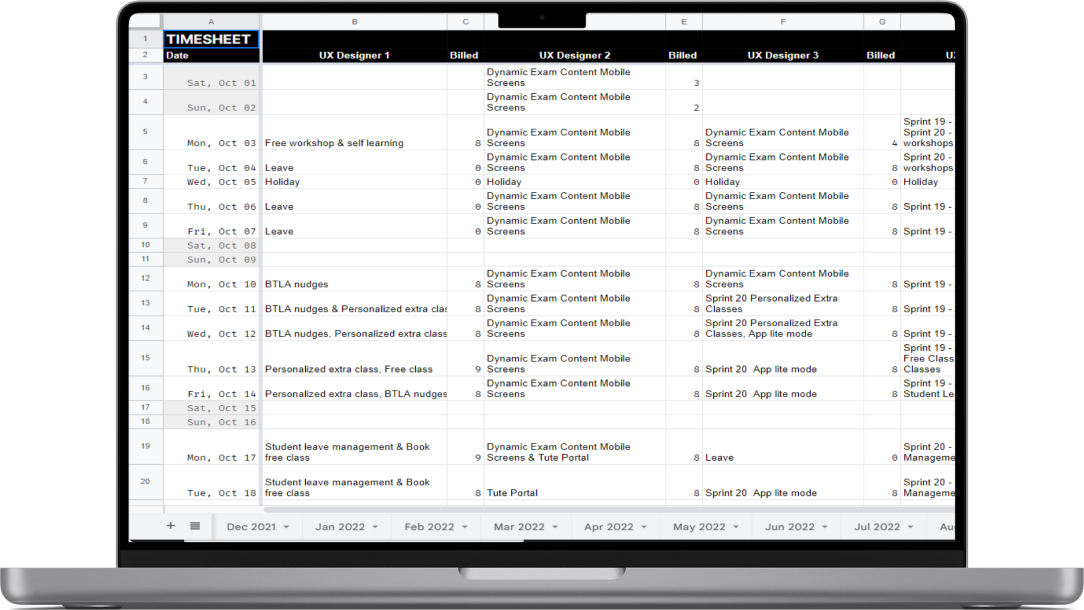 A B C E F G
1 TIMESHEET
2 Date UX Designer 1 Billed UX Designer 2 Billed UX Designer 3 Billed
Dynamic Exam Content Mobile
3 Sat, Oct 01 Screens 3
Dynamic Exam Content Mobile
4 Sun, Oct 02 Screens 2
Sprint 19 -
Dynamic Exam Content Mobile Dynamic Exam Content Mobile Sprint 20 -
5 Mon, Oct 03 Free workshop & self learning 8 Screens 8 Screens 4 workshops
Dynamic Exam Content Mobile Dynamic Exam Content Mobile Sprint 20 -
6 Tue, Oct 04 Leave 0 Screens 8 Screens 8 workshops
7 Wed, Oct 05 Holiday 0 Holiday 0 Holiday 0 Holiday
Dynamic Exam Content Mobile Dynamic Exam Content Mobile
8 Thu, Oct 06 Leave 0 Screens 8 Screens 8 Sprint 19 -
Dynamic Exam Content Mobile Dynamic Exam Content Mobile
9 Fri, Oct 07 Leave 0 Screens 8 Screens 8 Sprint 19 -
10 Sat, Oct 08
11 Sun, Oct 09
Dynamic Exam Content Mobile Dynamic Exam Content Mobile
12 Mon, Oct 10 BTLA nudges 8 Screens 8 Screens 8 Sprint 19 -
Dynamic Exam Content Mobile Sprint 20 Personalized Extra
13 Tue, Oct 11 BTLA nudges & Personalized extra clas 8 Screens 8 Classes 8 Sprint 19 -
Dynamic Exam Content Mobile Sprint 20 Personalized Extra
14 Wed, Oct 12 BTLA nudges, Personalized extra class 8 Screens 8 Classes, App lite mode 8 Sprint 19 -
Sprint 19 -
Dynamic Exam Content Mobile Free Class
15 Thu, Oct 13 Personalized extra class, Free class 9 Screens 8 Sprint 20 App lite mode 8 Classes
Dynamic Exam Content Mobile Sprint 19 -
16 Fri, Oct 14 Personalized extra class, BTLA nudges 8 Screens 8 Sprint 20 App lite mode 8 Student Le
17 Sat, Oct 15
18 Sun, Oct 16
Student leave management & Book Dynamic Exam Content Mobile Sprint 20 -
19 Mon, Oct 17 free class 9 Screens & Tute Portal 8 Leave 0 Manageme
Student leave management & Book Sprint 20 -
20 Tue, Oct 18 free class 8 Tute Portal 8 Sprint 20 App lite mode 8 Manageme
+ Dec 2021 Jan 2022 Feb 2022 Mar 2022 Apr 2022 May 2022 Jun 2022 Jul 2022 Au